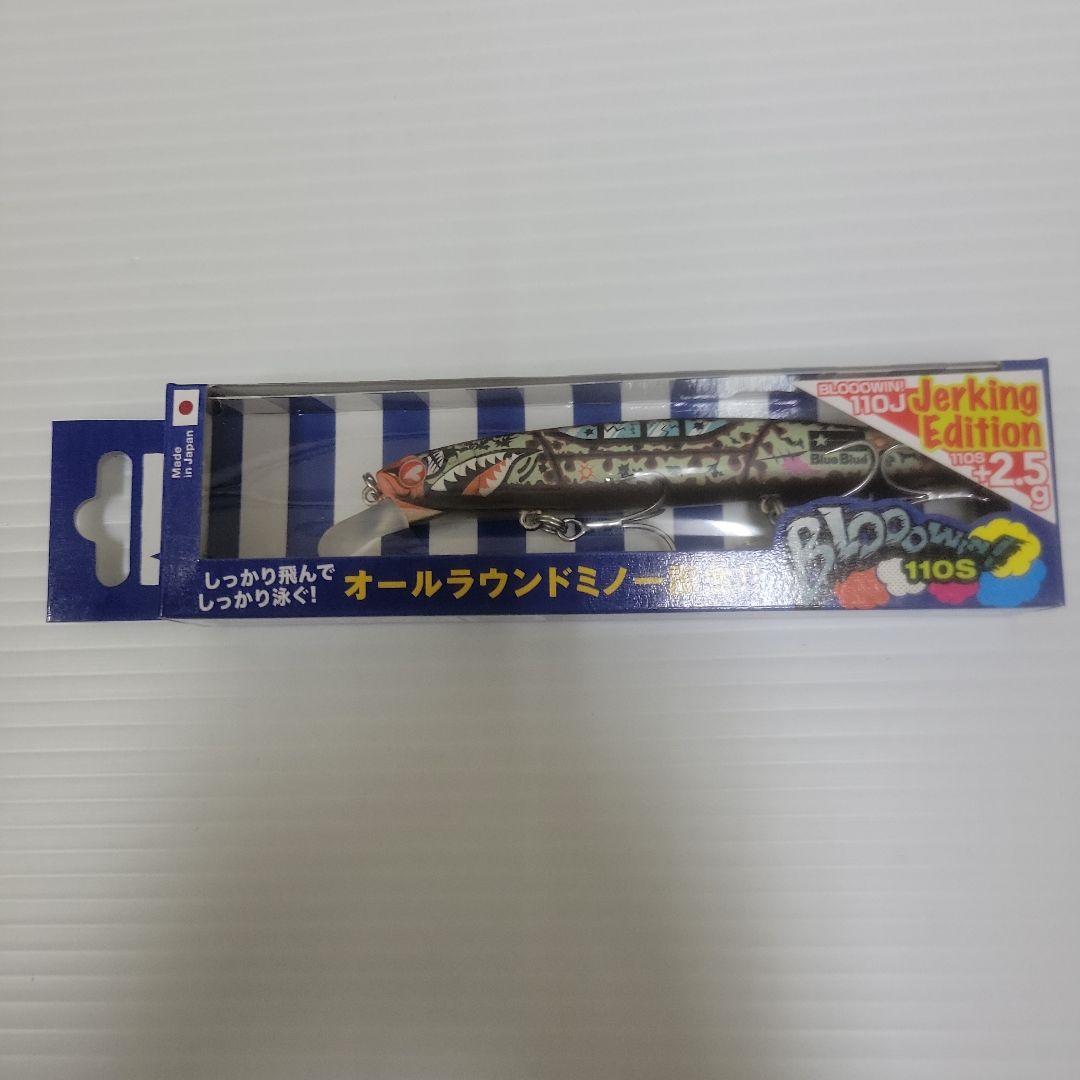 Made
in Japan
しっかり飛んで
しっかり泳ぐ!
オールラウンドミノー
Blue Blue
BLOOOWIN!
110J
Jerking
Edition
110S
+2.5
g
BLOOOWIN!
110S